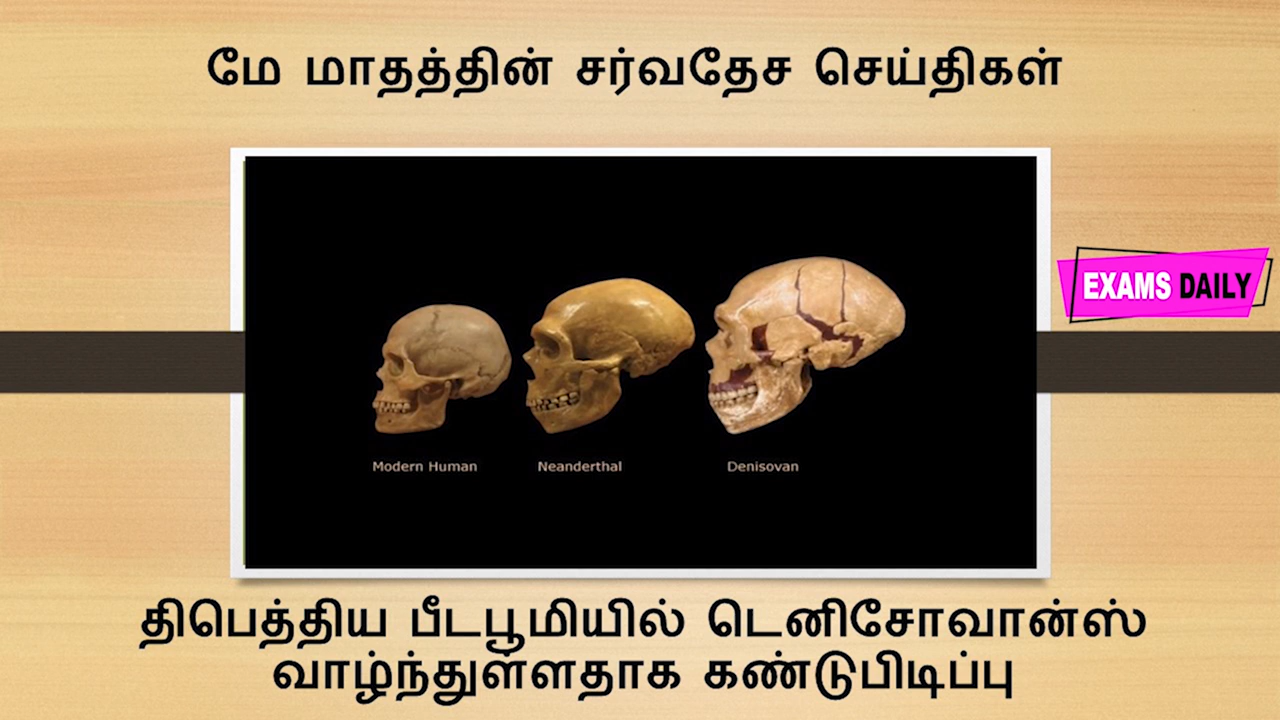 மே மாதத்தின் சர்வதேச செய்திகள்
EXAMS DAILY
Modern Human
Neanderthal
Denisovan
திபெத்திய பீடபூமியில் டெனிசோவான்ஸ்
வாழ்ந்துள்ளதாக கண்டுபிடிப்பு